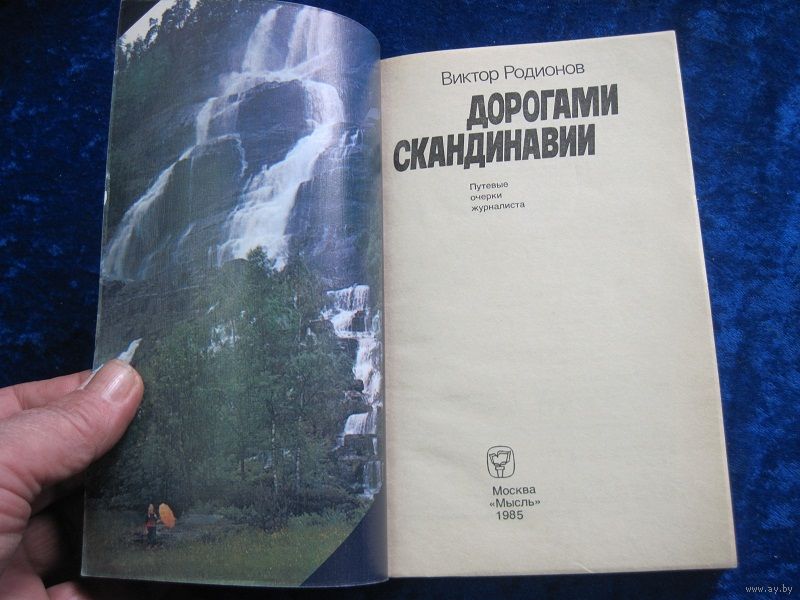 Виктор Родионов
ДОРОГАМИ
СКАНДИНАВИИ
Путевые
очерки
журналиста
Москва
«Мысль»
1985
www.ay.by